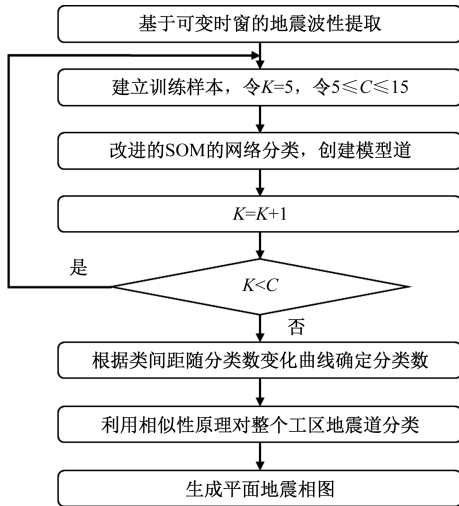 基于可变时窗的地震波性提取
建立训练样本，令K=5，令5≤C≤15
改进的SOM的网络分类，创建模型道
K=K+1
是
K<C
否
根据类间距随分类数变化曲线确定分类数
利用相似性原理对整个工区地震道分类
生成平面地震相图